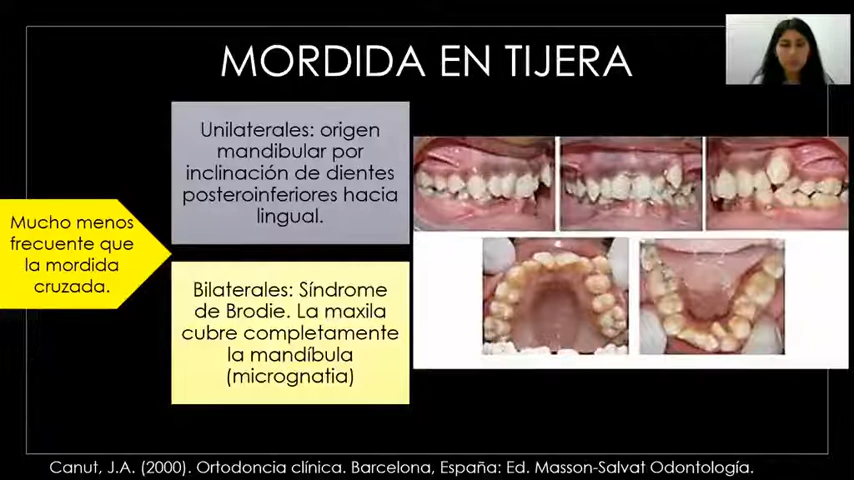 MORDIDA EN TIJERA
Mucho menos
frecuente que
la mordida
cruzada.
Unilaterales: origen
mandibular por
inclinación de dientes
posteroinferiores hacia
lingual.
Bilaterales: Síndrome
de Brodie. La maxila
cubre completamente
la mandíbula
(micrognatia)
Canut, J.A. (2000). Ortodoncia clínica. Barcelona, España: Ed. Masson-Salvat Odontología.